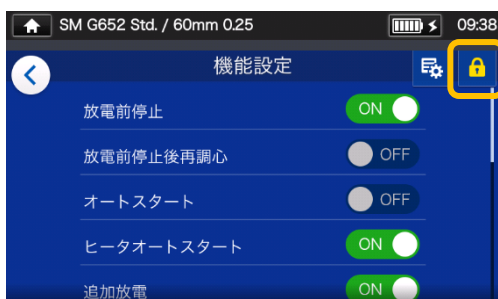 SM G652 Std. / 60mm 0.25 09:38
機能設定
放電前停止 ON
放電前停止後再調心 OFF
オートスタート OFF
ヒータオートスタート ON
追加放電 ON